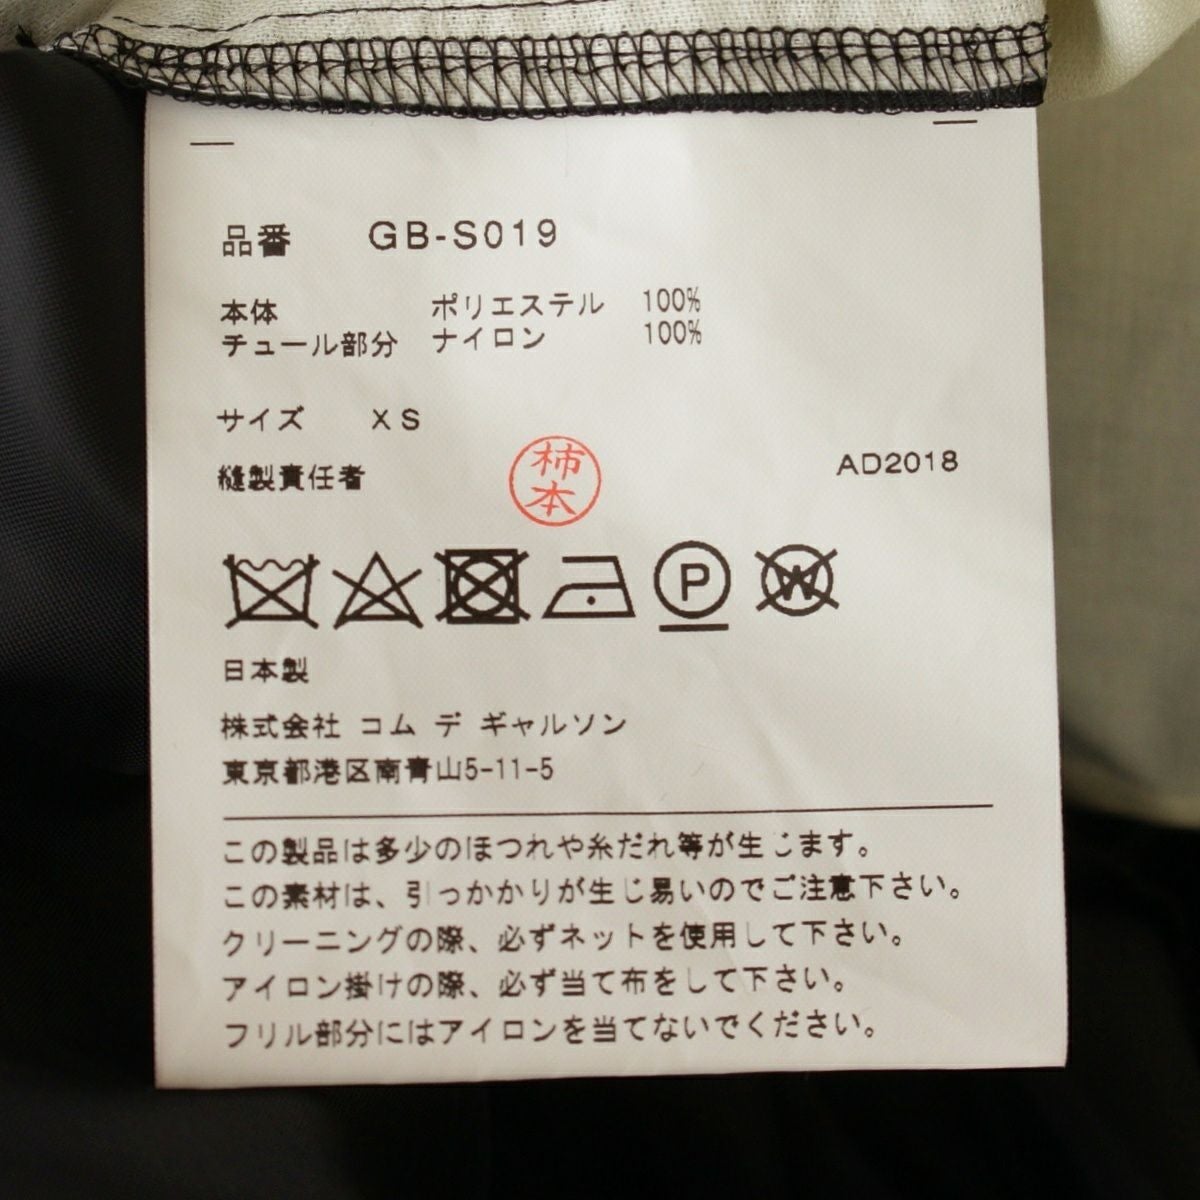 品番 GB-S019
本体 ポリエステル 100%
チュール部分 ナイロン 100%
サイズ XS
縫製責任者 柿本 AD2018
P W
日本製
株式会社 コム デ ギャルソン
東京都港区南青山5-11-5
この製品は多少のほつれや糸だれ等が生じます。
この素材は、引っかかりが生じ易いのでご注意下さい。
クリーニングの際、必ずネットを使用して下さい。
アイロン掛けの際、必ず当て布をして下さい。
フリル部分にはアイロンを当てないでください。